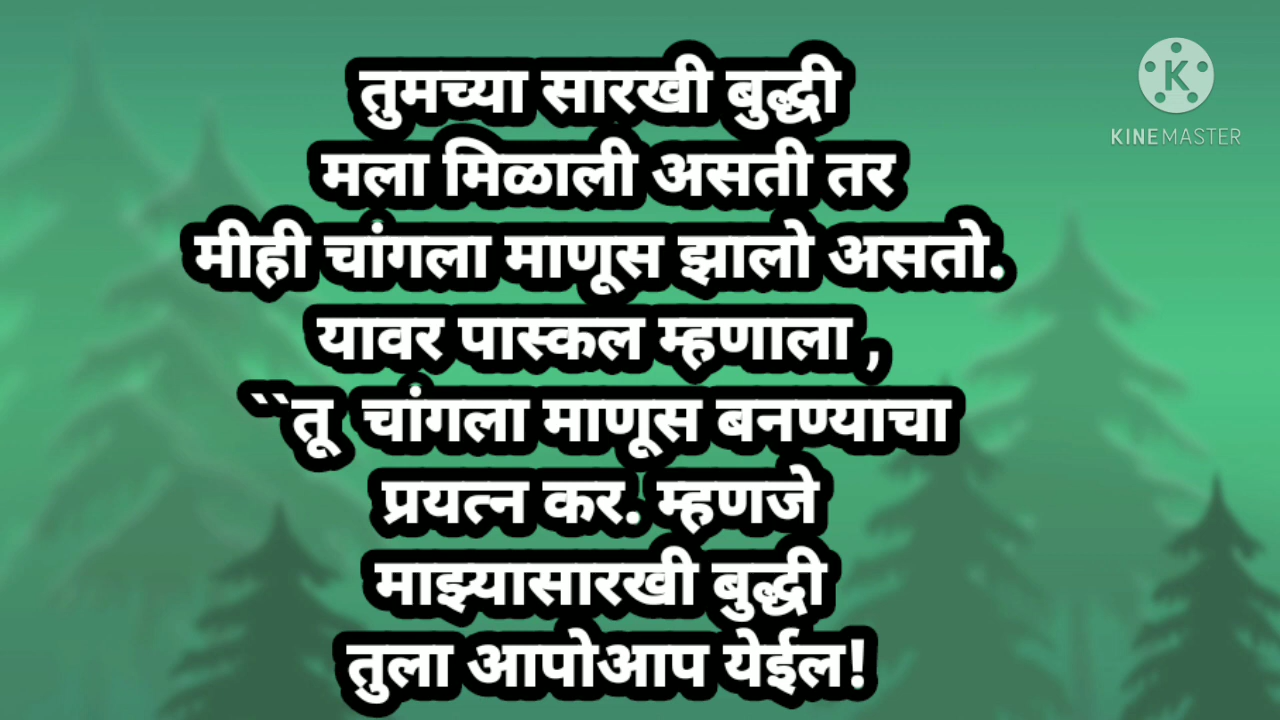 तुमच्या सारखी बुद्धी
मला मिळाली असती तर
मीही चांगला माणूस झालो असतो.
यावर पास्कल म्हणाला ,
``तू  चांगला माणूस बनण्याचा
प्रयत्न कर. म्हणजे
माझ्यासारखी बुद्धी
तुला आपोआप येईल!
K
KINEMASTER